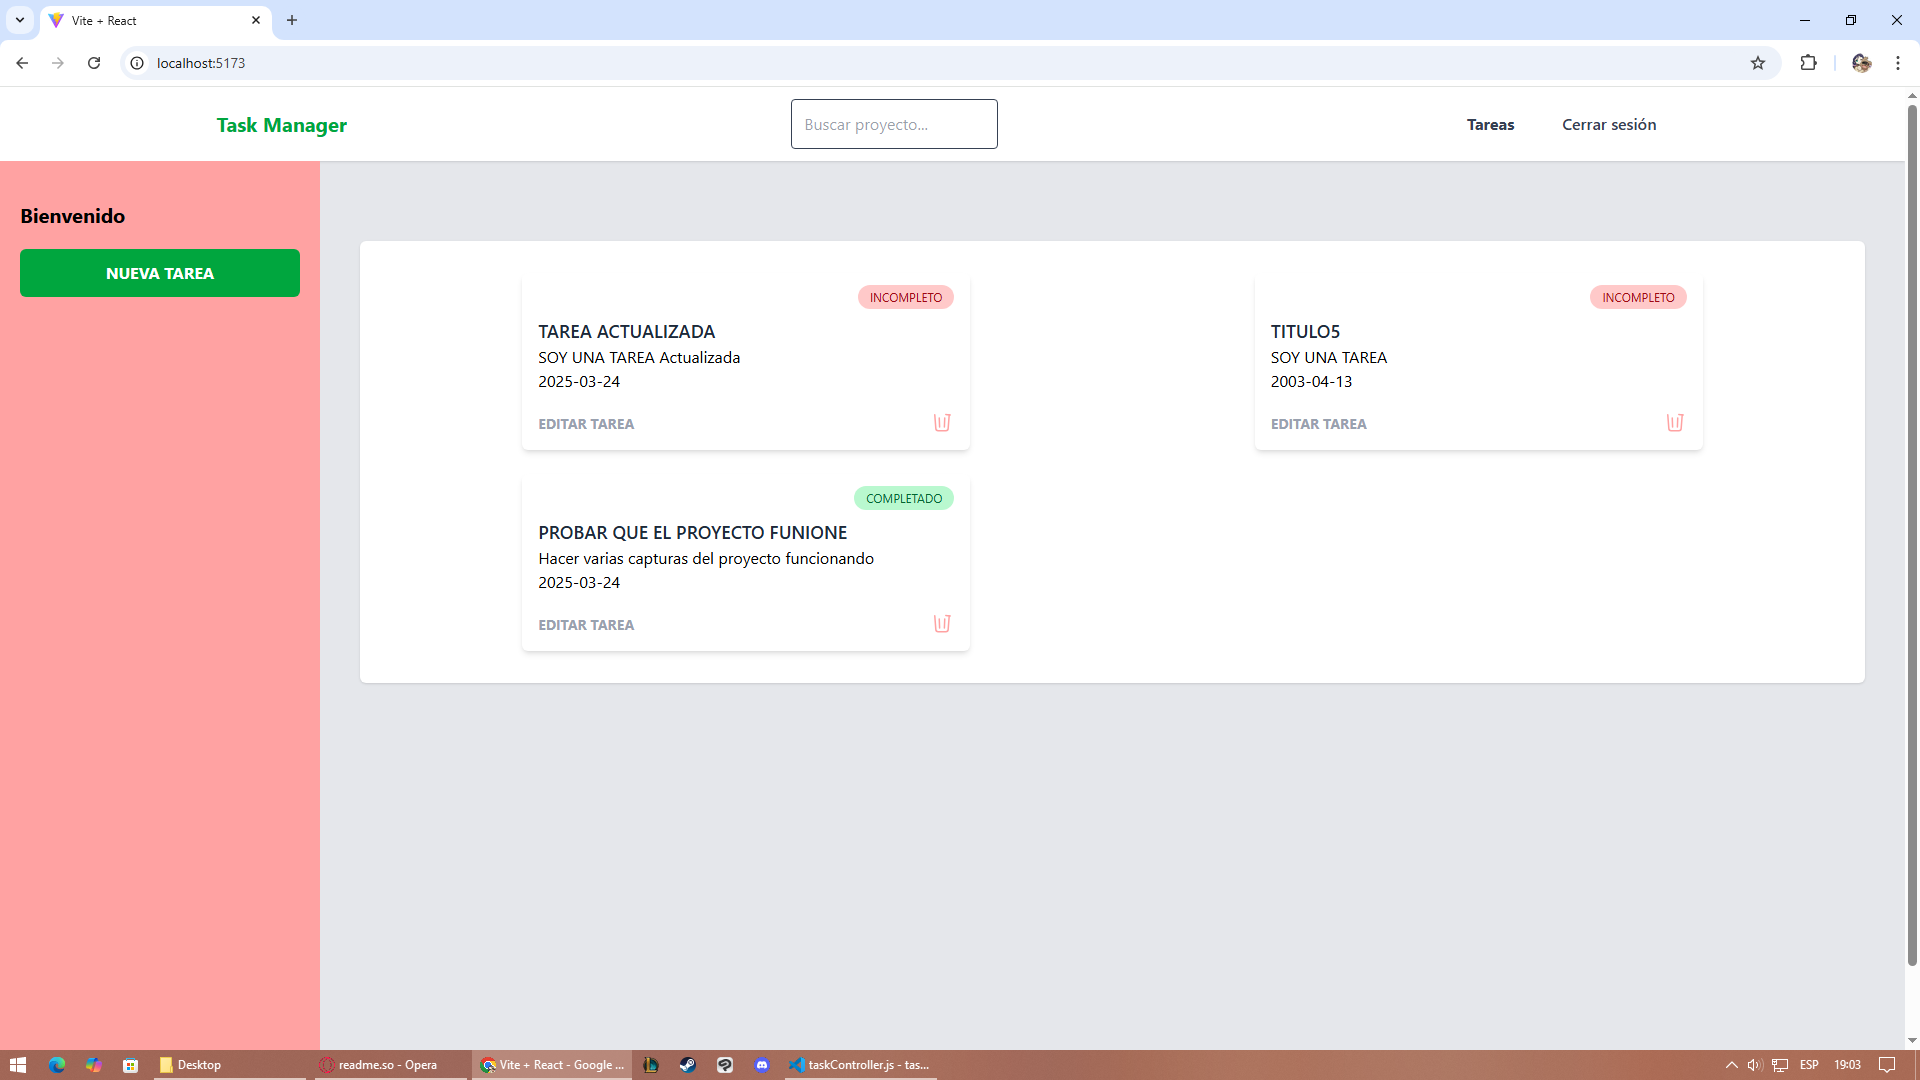 Vite + React
localhost:5173
Task Manager
Buscar proyecto...
Tareas
Cerrar sesión
Bienvenido
NUEVA TAREA
INCOMPLETO
TAREA ACTUALIZADA
SOY UNA TAREA Actualizada
2025-03-24
EDITAR TAREA
INCOMPLETO
TITULO5
SOY UNA TAREA
2003-04-13
EDITAR TAREA
COMPLETADO
PROBAR QUE EL PROYECTO FUNIONE
Hacer varias capturas del proyecto funcionando
2025-03-24
EDITAR TAREA
Desktop
readme.so - Opera
Vite + React - Google ...
taskController.js - tas...
ESP
19:03